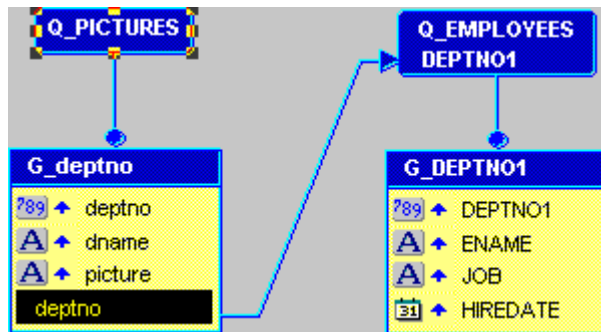 Q_PICTURES
Q_EMPLOYEES
DEPTNO1
G_deptno
789 deptno
A dname
A picture
deptno
G_DEPTNO1
789 DEPTNO1
A ENAME
A JOB
31 HIREDATE